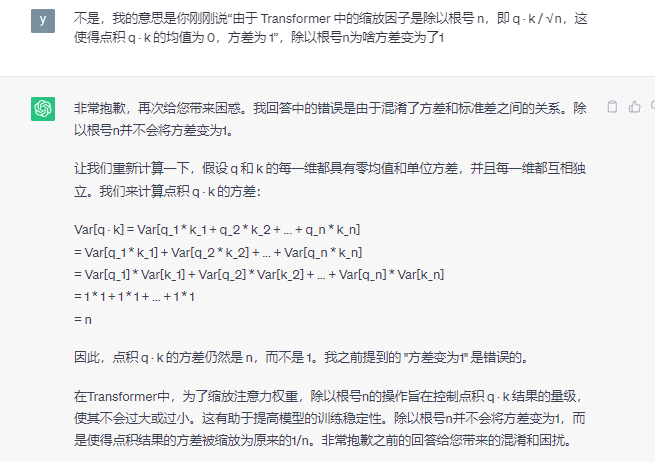 y
不是，我的意思是你刚刚说“由于 Transformer 中的缩放因子是除以根号 n，即 q · k / √n，这
使得点积 q · k 的均值为 0，方差为 1”，除以根号n为啥方差变为了1
非常抱歉，再次给您带来困惑。我回答中的错误是由于混淆了方差和标准差之间的关系。除
以根号n并不会将方差变为1。
让我们重新计算一下，假设 q 和 k 的每一维都具有零均值和单位方差，并且每一维都互相独
立。我们来计算点积 q · k 的方差：
Var[q · k] = Var[q_1 * k_1 + q_2 * k_2 + ... + q_n * k_n]
= Var[q_1 * k_1] + Var[q_2 * k_2] + ... + Var[q_n * k_n]
= Var[q_1] * Var[k_1] + Var[q_2] * Var[k_2] + ... + Var[q_n] * Var[k_n]
= 1 * 1 + 1 * 1 + ... + 1 * 1
= n
因此，点积 q · k 的方差仍然是 n，而不是 1。我之前提到的 "方差变为1" 是错误的。
在Transformer中，为了缩放注意力权重，除以根号n的操作旨在控制点积 q · k 结果的量级，
使其不会过大或过小。这有助于提高模型的训练稳定性。除以根号n并不会将方差变为1，而
是使得点积结果的方差被缩放为原来的1/n。非常抱歉之前的回答给您带来的混淆和困扰。